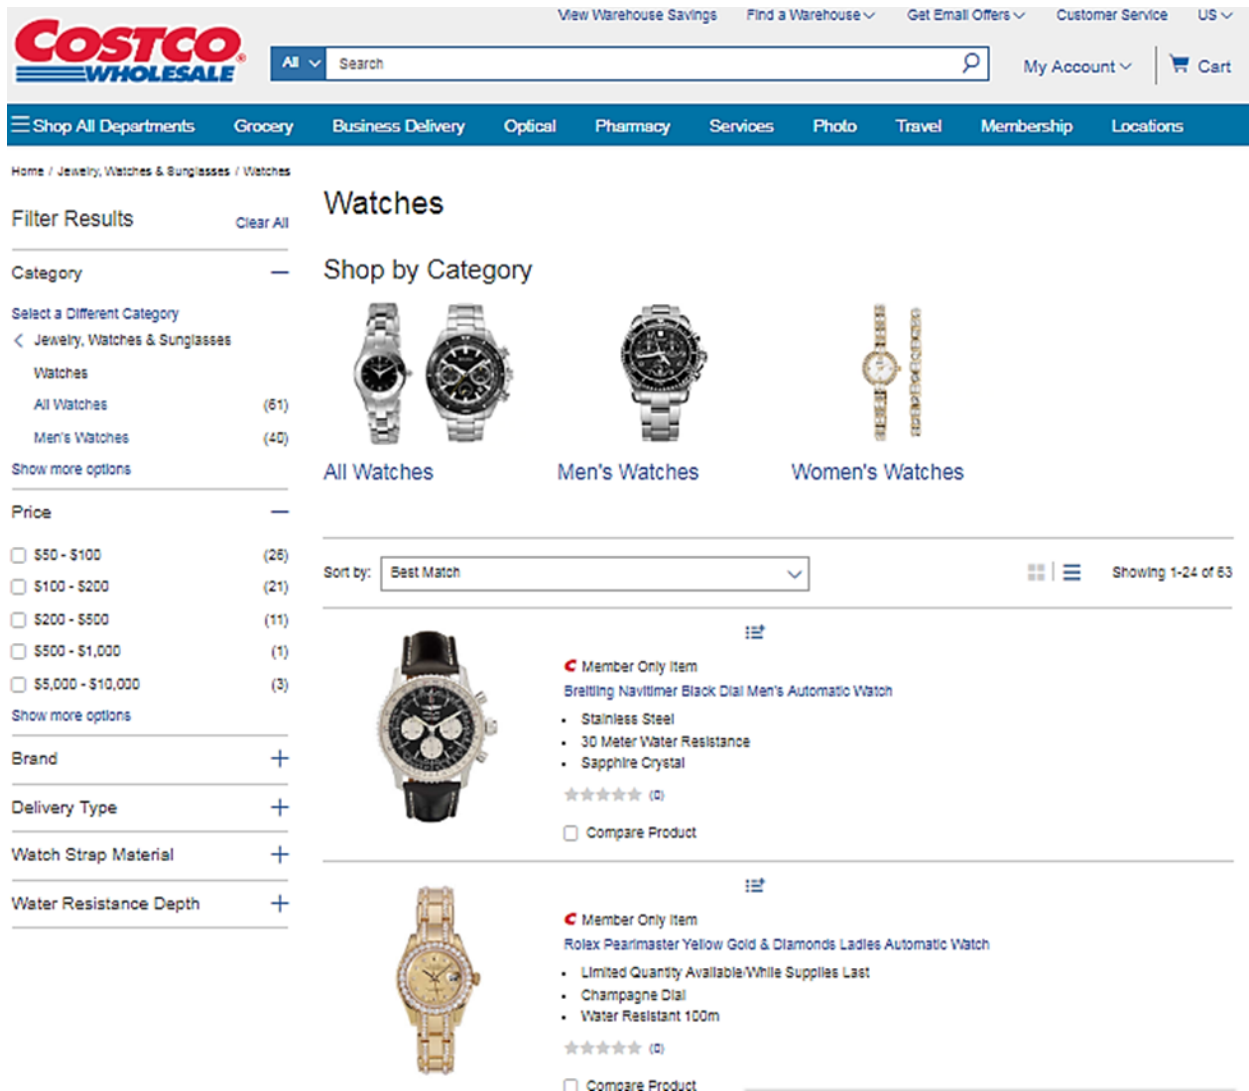 View Warehouse Savings Find a Warehouse Get Email Offers Customer Service US
COSTCO
WHOLESALE
All Search My Account Cart
Shop All Departments Grocery Business Delivery Optical Pharmacy Services Photo Travel Membership Locations
Home / Jewelry, Watches & Sunglasses / Watches
Filter Results Clear All
Category
Select a Different Category
Jewelry, Watches & Sunglasses
Watches
All Watches (61)
Men's Watches (40)
Show more options
Price
$50 - $100 (26)
$100 - $200 (21)
$200 - $500 (11)
$500 - $1,000 (1)
$5,000 - $10,000 (3)
Show more options
Brand
Delivery Type
Watch Strap Material
Water Resistance Depth
Watches
Shop by Category
All Watches Men's Watches Women's Watches
Sort by: Best Match Showing 1-24 of 63
Member Only Item
Breitling Navitimer Black Dial Men's Automatic Watch
• Stainless Steel
• 30 Meter Water Resistance
• Sapphire Crystal
(0)
Compare Product
Member Only Item
Rolex Pearlmaster Yellow Gold & Diamonds Ladies Automatic Watch
• Limited Quantity Available/While Supplies Last
• Champagne Dial
• Water Resistant 100m
(0)
Compare Product